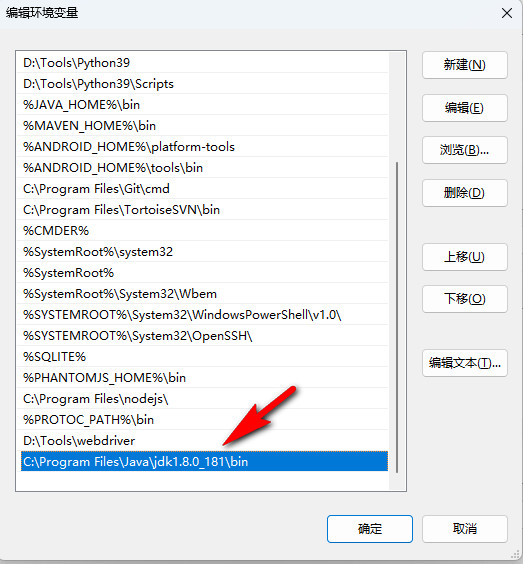 编辑环境变量
D:\Tools\Python39
D:\Tools\Python39\Scripts
%JAVA_HOME%\bin
%MAVEN_HOME%\bin
%ANDROID_HOME%\platform-tools
%ANDROID_HOME%\tools\bin
C:\Program Files\Git\cmd
C:\Program Files\TortoiseSVN\bin
%CMDER%
%SystemRoot%\system32
%SystemRoot%
%SystemRoot%\System32\Wbem
%SYSTEMROOT%\System32\WindowsPowerShell\v1.0\
%SYSTEMROOT%\System32\OpenSSH\
%SQLITE%
%PHANTOMJS_HOME%\bin
C:\Program Files\nodejs\
%PROTOC_PATH%\bin
D:\Tools\webdriver
C:\Program Files\Java\jdk1.8.0_181\bin
新建(N)
编辑(E)
浏览(B)...
删除(D)
上移(U)
下移(O)
编辑文本(T)...
确定
取消